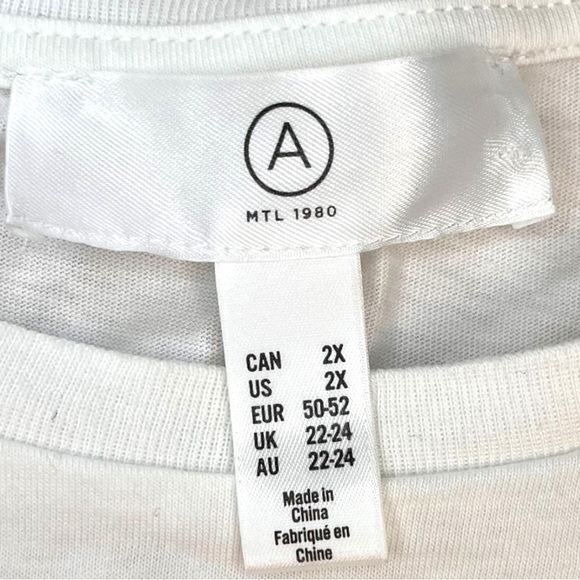 A
MTL 1980
CAN 2X
US 2X
EUR 50-52
UK 22-24
AU 22-24
Made in
China
Fabriqué en
Chine